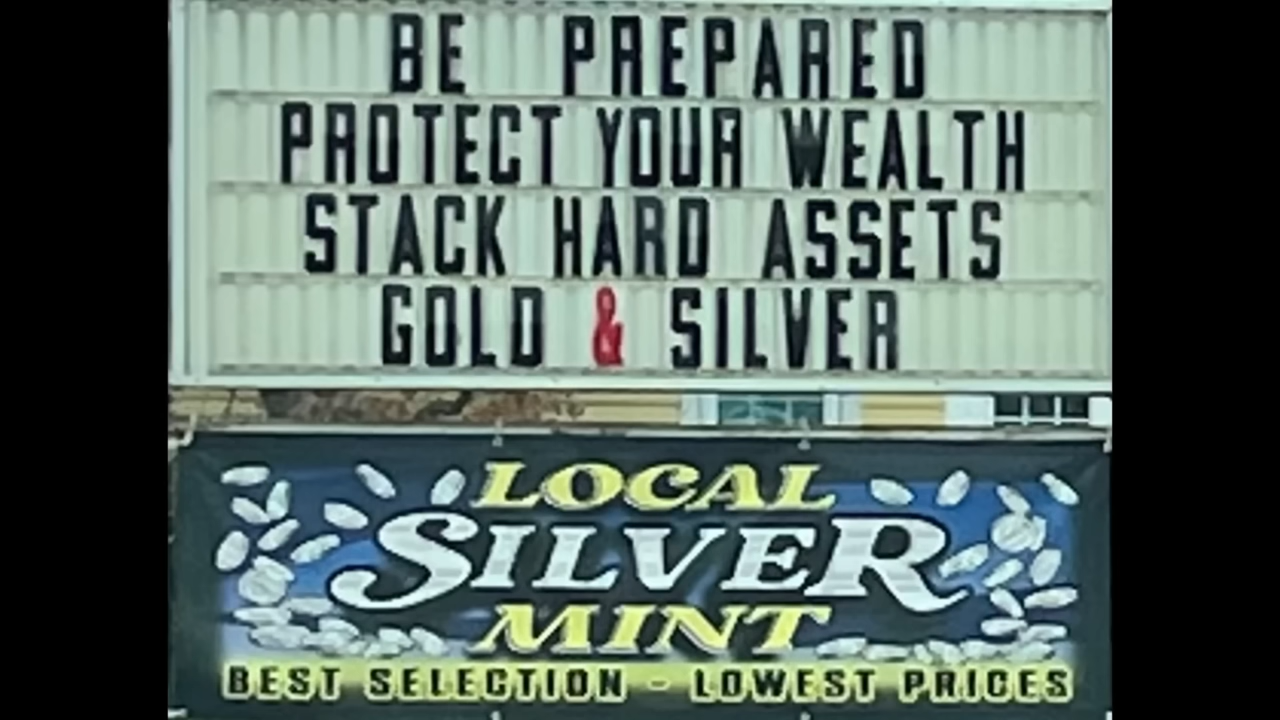 BE PREPARED
PROTECT YOUR WEALTH
STACK HARD ASSETS
GOLD & SILVER
LOCAL
SILVER
MINT
BEST SELECTION - LOWEST PRICES